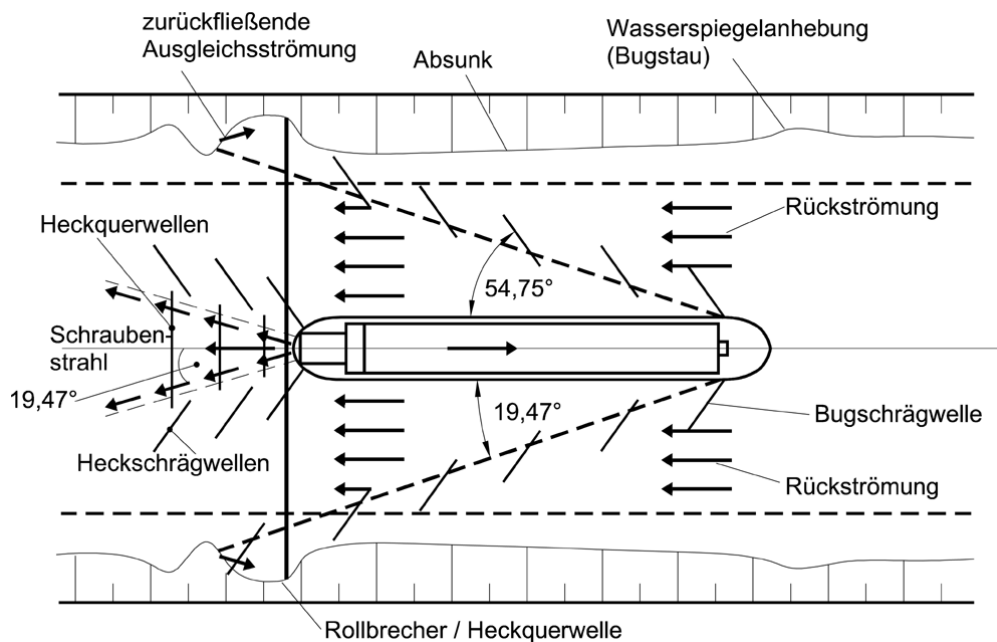 zurückfließende
Ausgleichsströmung
Absunk
Wasserspiegelanhebung
(Bugstau)
Heckquerwellen
Rückströmung
54,75°
Schrauben-
strahl
19,47°
19,47°
Bugschrägwelle
Heckschrägwellen
Rückströmung
Rollbrecher / Heckquerwelle